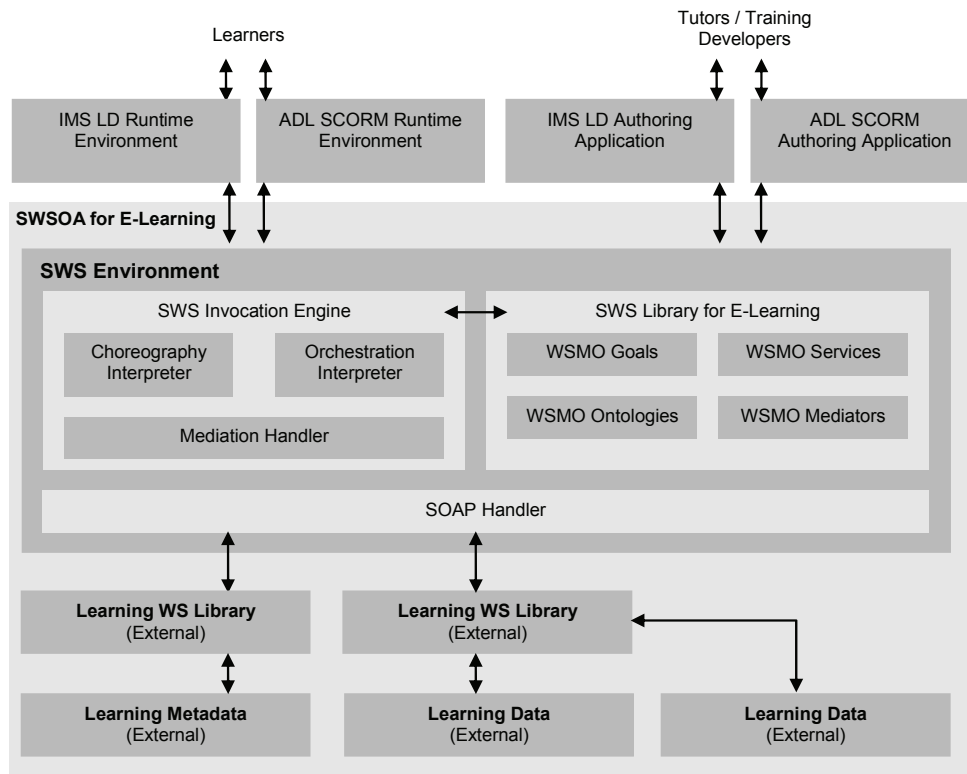 Learners
Tutors / Training
Developers
IMS LD Runtime
Environment
ADL SCORM Runtime
Environment
IMS LD Authoring
Application
ADL SCORM
Authoring Application
SWSOA for E-Learning
SWS Environment
SWS Invocation Engine
Choreography
Interpreter
Orchestration
Interpreter
Mediation Handler
SWS Library for E-Learning
WSMO Goals
WSMO Services
WSMO Ontologies
WSMO Mediators
SOAP Handler
Learning WS Library
(External)
Learning WS Library
(External)
Learning Metadata
(External)
Learning Data
(External)
Learning Data
(External)